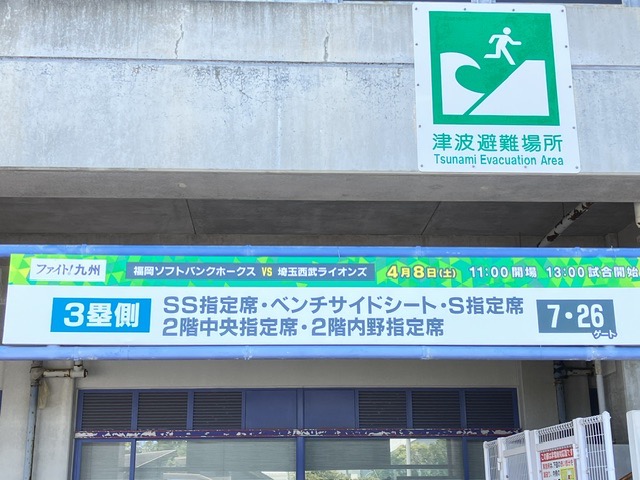 津波避難場所
Tsunami Evacuation Area
ファイト!九州
福岡ソフトバンクホークス VS 埼玉西武ライオンズ 4月8日(土) 11:00開場 13:00試合開始
3塁側
SS指定席・ベンチサイドシート・S指定席
2階中央指定席・2階内野指定席
7・26
ゲート